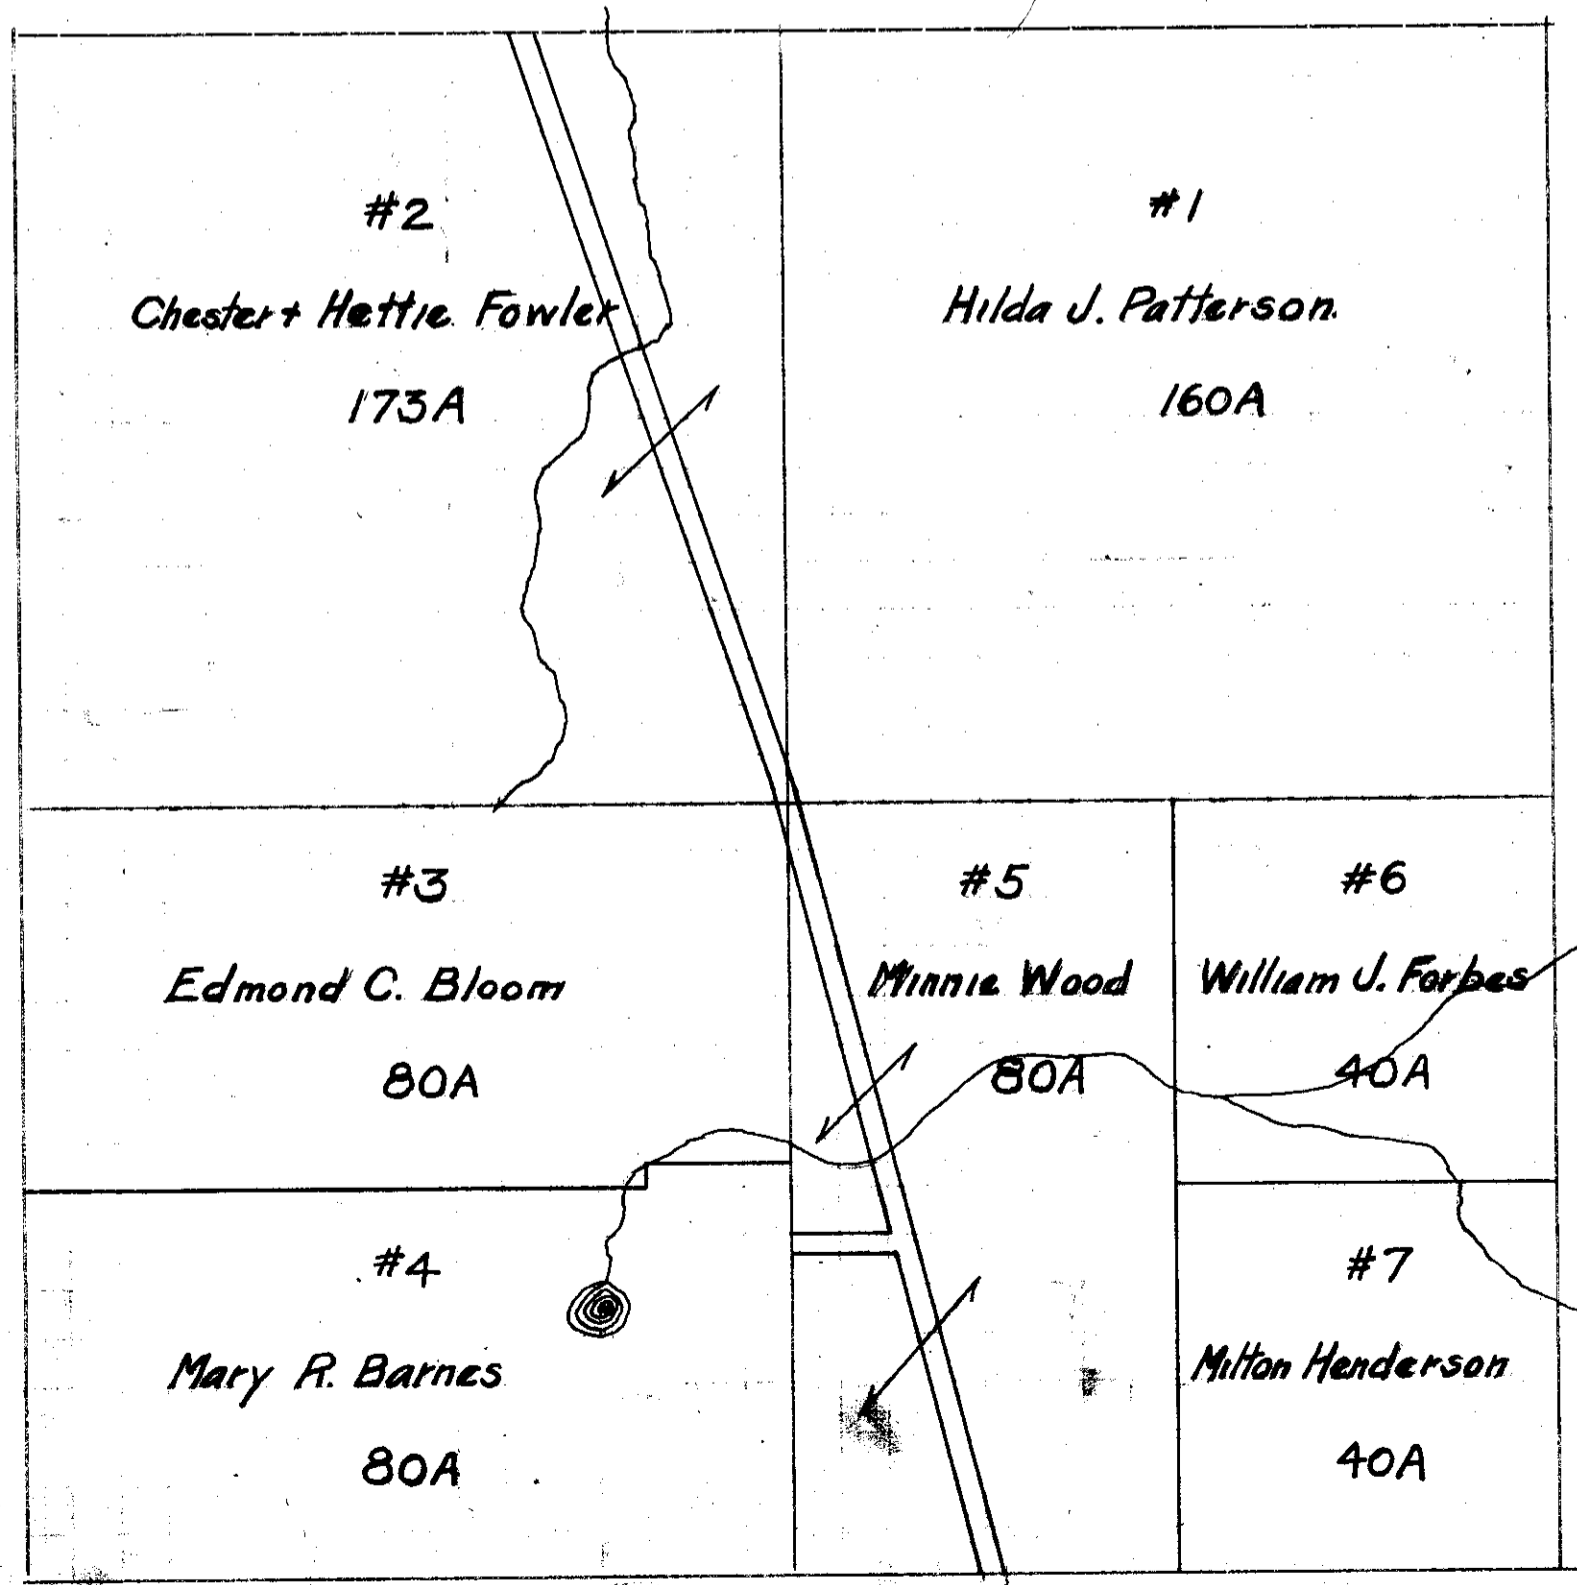 #2
Chester + Hettie Fowler
173A
#1
Hilda J. Patterson
160A
#3
Edmond C. Bloom
80A
#5
Minnie Wood
80A
#6
William J. Forbes
40A
#4
Mary R. Barnes
80A
#7
Milton Henderson
40A